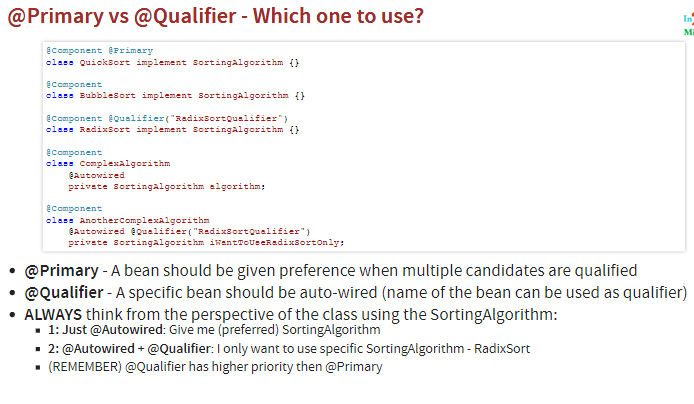 @Primary vs @Qualifier - Which one to use?
@Component @Primary
class QuickSort implement SortingAlgorithm {}
@Component
class BubbleSort implement SortingAlgorithm {}
@Component @Qualifier("RadixSortQualifier")
class RadixSort implement SortingAlgorithm {}
@Component
class ComplexAlgorithm
@Autowired
private SortingAlgorithm algorithm;
@Component
class AnotherComplexAlgorithm
@Autowired @Qualifier("RadixSortQualifier")
private SortingAlgorithm iWantToUseRadixSortOnly;
• @Primary - A bean should be given preference when multiple candidates are qualified
• @Qualifier - A specific bean should be auto-wired (name of the bean can be used as qualifier)
• ALWAYS think from the perspective of the class using the SortingAlgorithm:
▪ 1: Just @Autowired: Give me (preferred) SortingAlgorithm
▪ 2: @Autowired + @Qualifier: I only want to use specific SortingAlgorithm - RadixSort
▪ (REMEMBER) @Qualifier has higher priority then @Primary